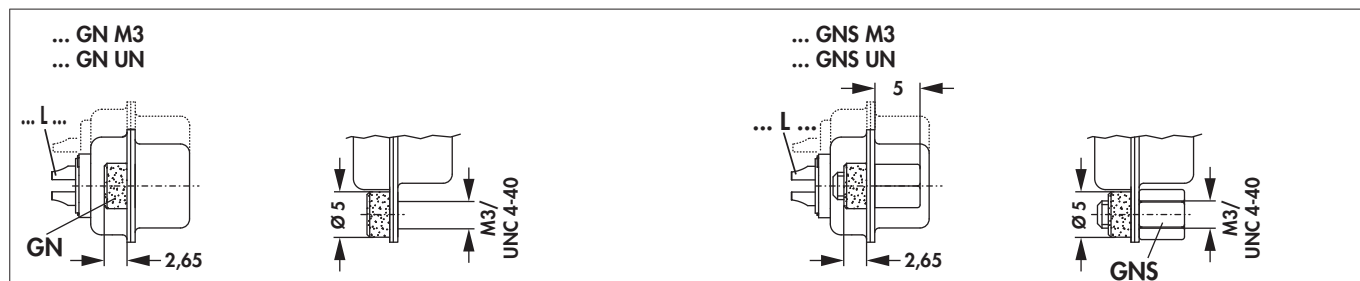 ... GN M3
... GN UN
... L ...
GN
2,65
Ø 5
M3/
UNC 4-40
... GNS M3
... GNS UN
5
... L ...
2,65
Ø 5
M3/
UNC 4-40
GNS